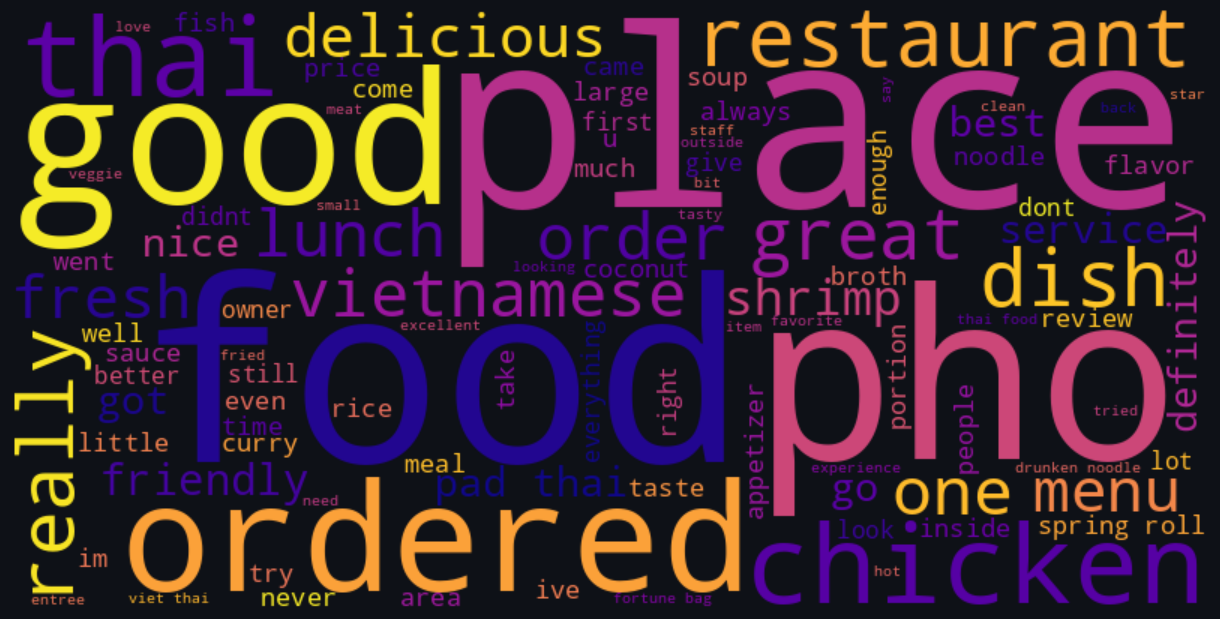 love
fish
thai
delicious
restaurant
price
came
soup
come
large
say
clean
back
star
meat
good
place
first
always
best
u
staff
outside
noodle
flavor
much
give
enough
veggie
bit
small
didnt
lunch
tasty
dont
nice
order
great
service
definitely
went
looking
coconut
broth
dish
fresh
vietnamese
shrimp
owner
excellent
item
favorite
thai food
review
well
sauce
fried
food
everything
pho
portion
better
still
take
right
got
even
rice
tried
time
appetizer
people
little
curry
really
meal
experience
drunken noodle
lot
friendly
pad thai
taste
go
one
menu
need
ordered
look
inside
spring roll
chicken
im
try
hot
ive
entree
viet thai
never
area
fortune bag